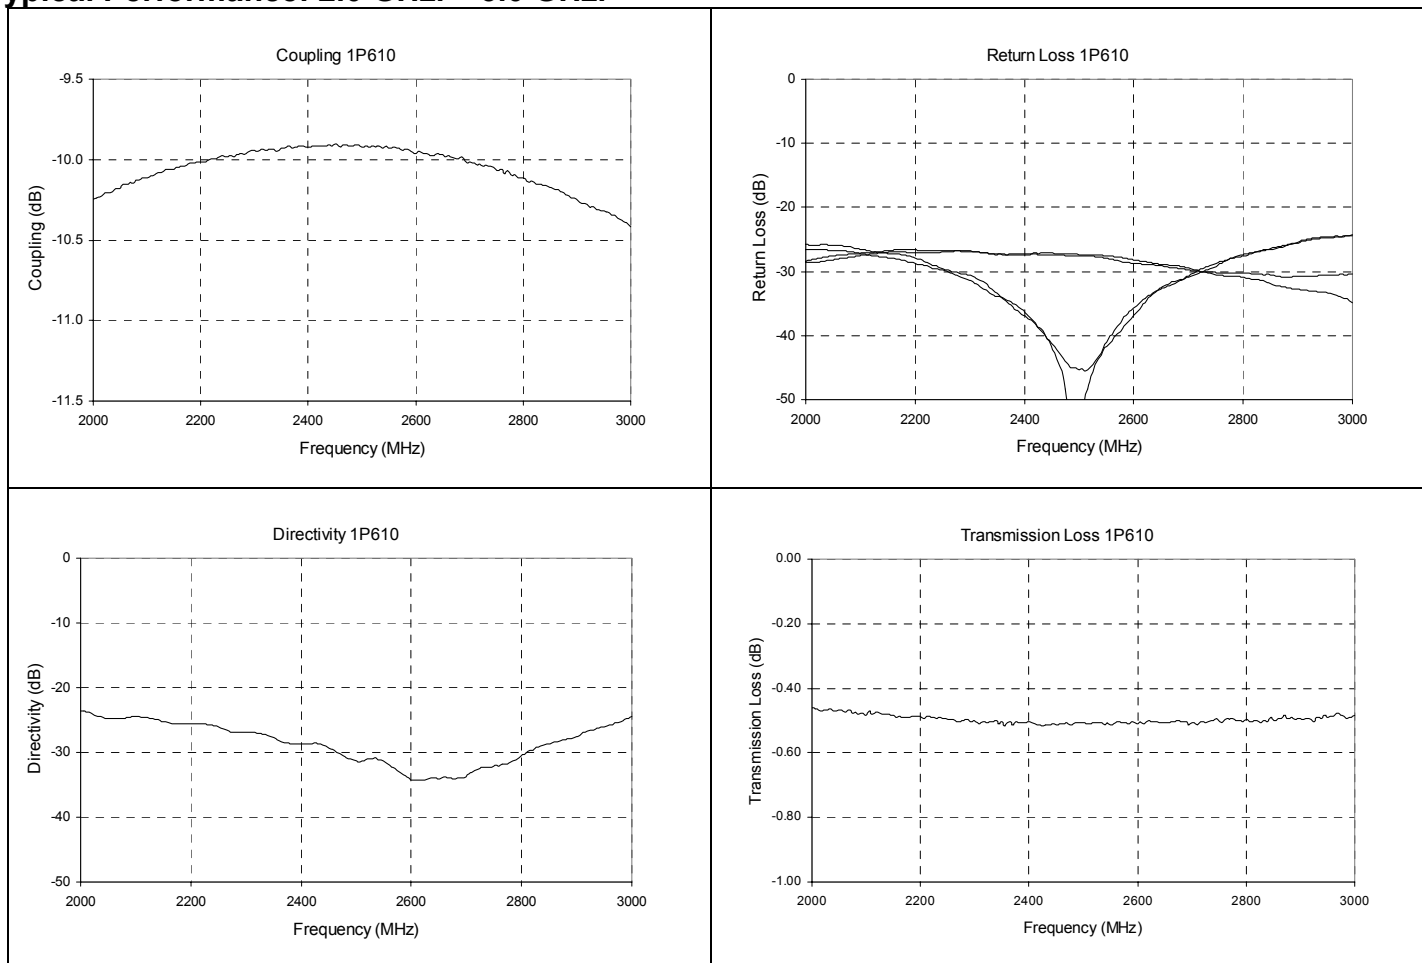 Coupling 1P610
-9.5
-10.0
-10.5
-11.0
-11.5
Coupling (dB)
2000 2200 2400 2600 2800 3000
Frequency (MHz)
Return Loss 1P610
0
-10
-20
-30
-40
-50
Return Loss (dB)
2000 2200 2400 2600 2800 3000
Frequency (MHz)
Directivity 1P610
0
-10
-20
-30
-40
-50
Directivity (dB)
2000 2200 2400 2600 2800 3000
Frequency (MHz)
Transmission Loss 1P610
0.00
-0.20
-0.40
-0.60
-0.80
-1.00
Transmission Loss (dB)
2000 2200 2400 2600 2800 3000
Frequency (MHz)